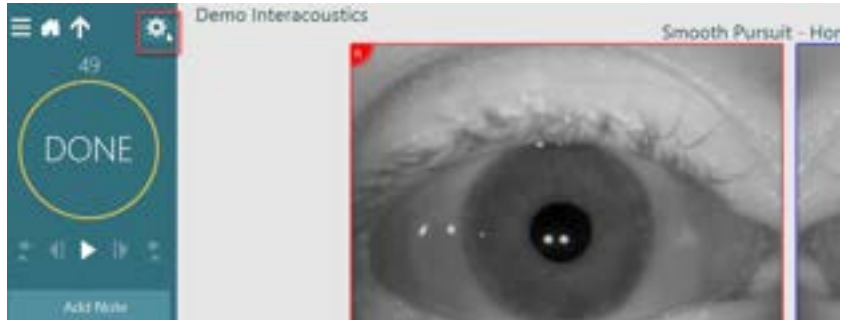 Demo Interacoustics
Smooth Pursuit - Hor
49
DONE
Add Note